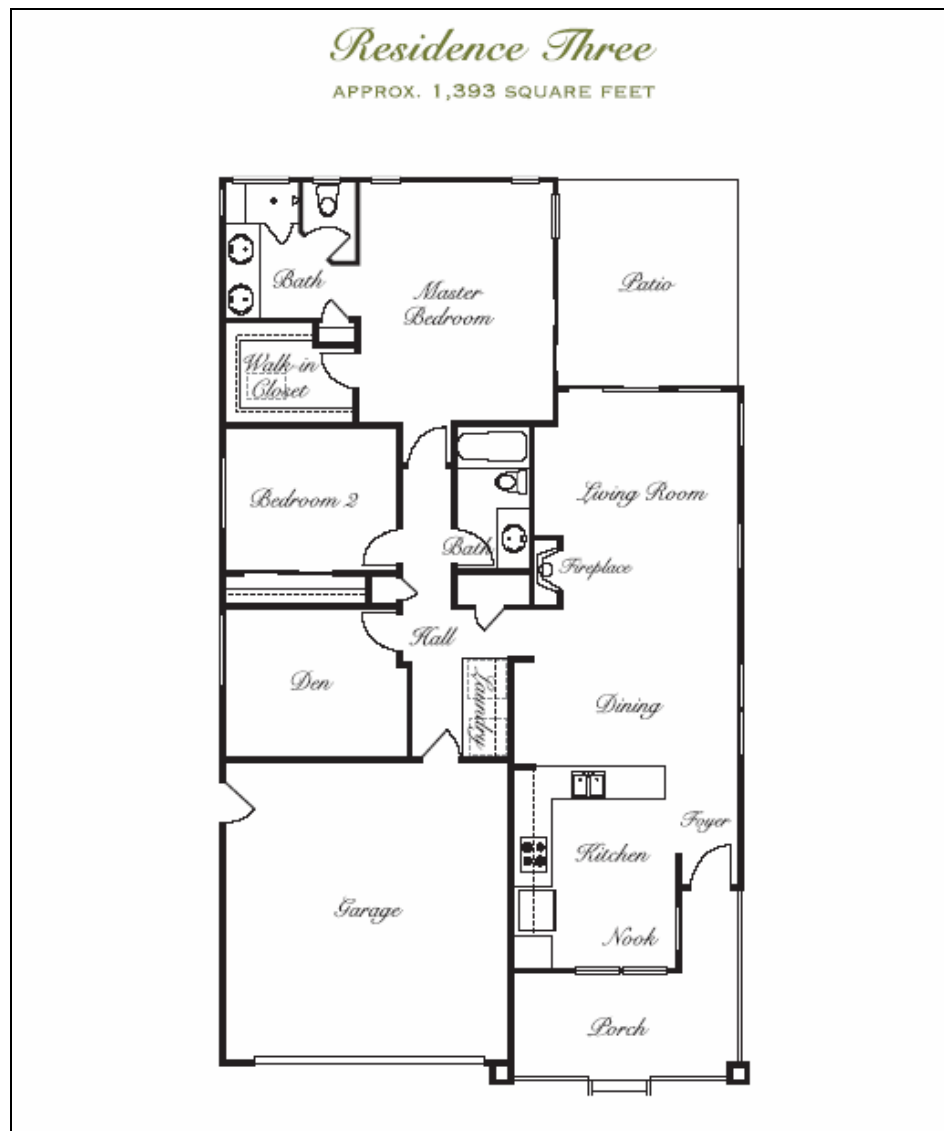 Residence Three
APPROX. 1,393 SQUARE FEET
Bath
Master
Bedroom
Patio
Walk-in
Closet
Bedroom 2
Living Room
Bath
Fireplace
Hall
Den
Laundry
Dining
Foyer
Kitchen
Garage
Nook
Porch